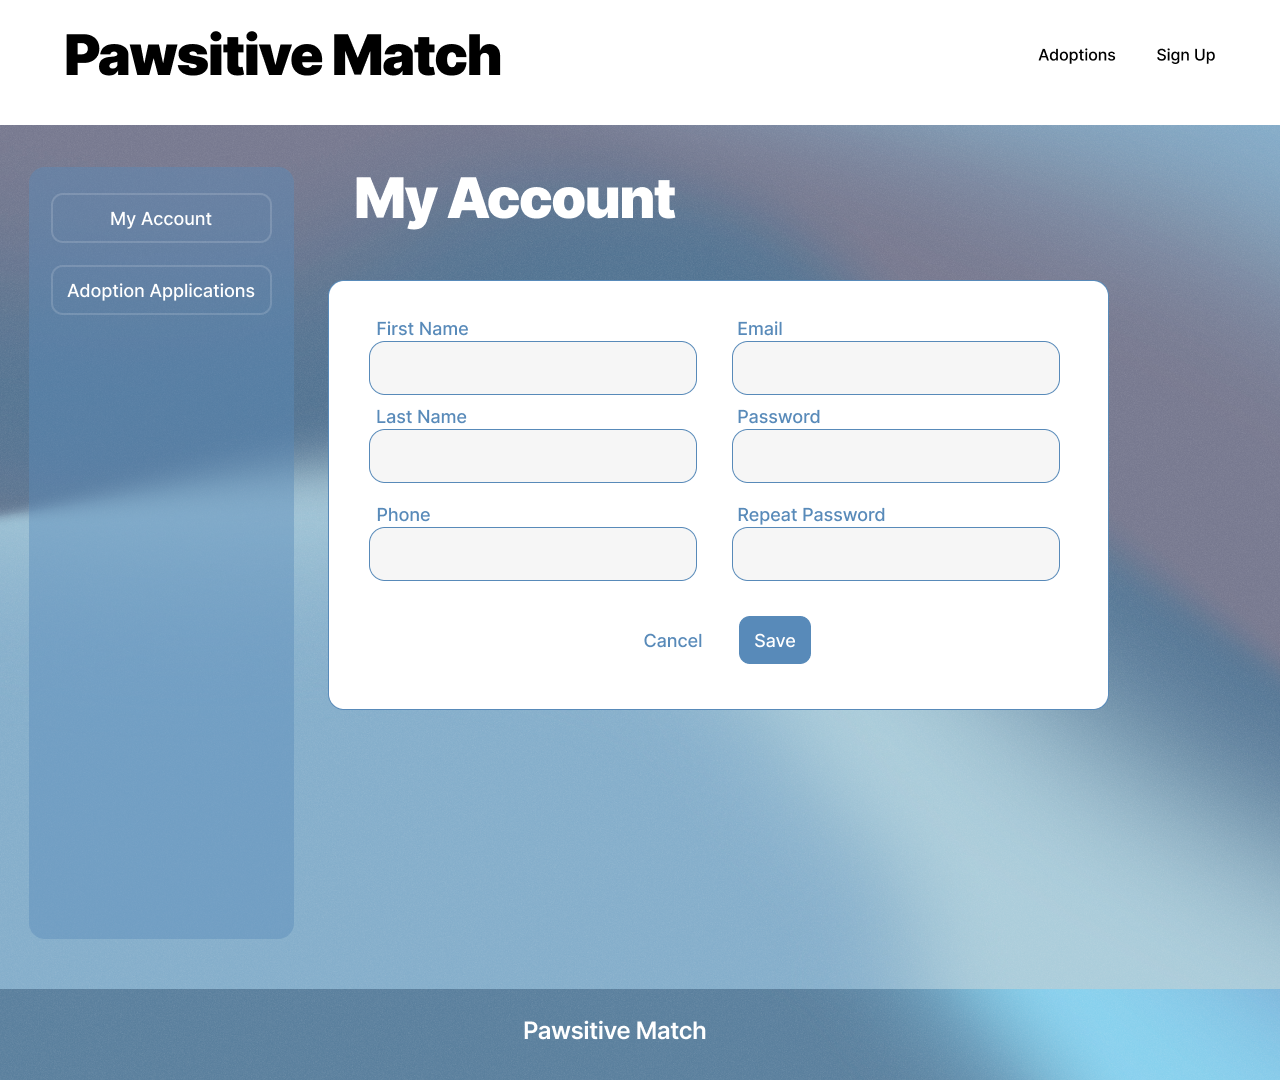 Pawsitive Match
Adoptions
Sign Up
My Account
Adoption Applications
My Account
First Name
Email
Last Name
Password
Phone
Repeat Password
Cancel
Save
Pawsitive Match